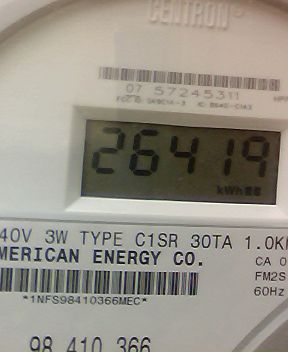 CENTRON®
07 57245311
26419
kWh
40V 3W TYPE C1SR 30TA 1.0K
MERICAN ENERGY CO.
CA 0
FM2S
60Hz
*1NFS98410366MEC*
98 410 366